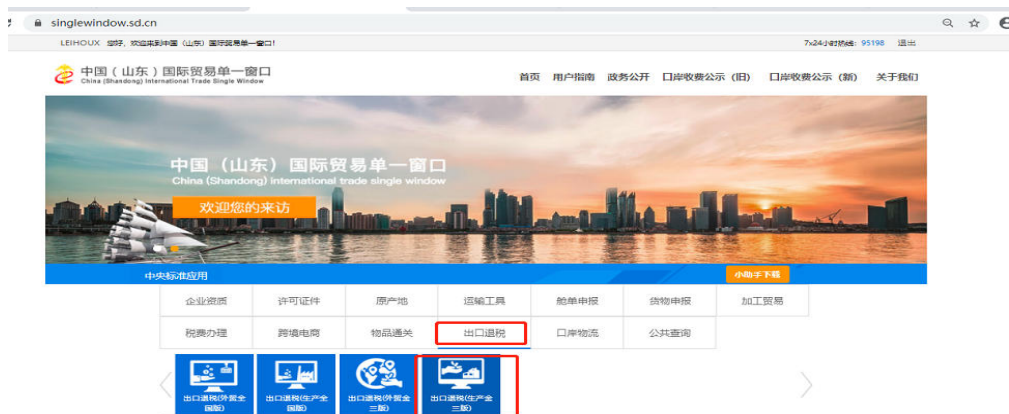 singlewindow.sd.cn
LEIHOUX 您好，欢迎来到中国（山东）国际贸易单一窗口！ 7x24小时热线：95198 退出
中国（山东）国际贸易单一窗口
China (Shandong) International Trade Single Window
首页 用户指南 政务公开 口岸收费公示（旧） 口岸收费公示（新） 关于我们
中国（山东）国际贸易单一窗口
China (Shandong) international trade single window
欢迎您的来访
中央标准应用 小助手下载
企业资质 许可证件 原产地 运输工具 舱单申报 货物申报 加工贸易
税费办理 跨境电商 物品通关 出口退税 口岸物流 公共查询
出口退税(外贸全国版) 出口退税(生产全国版) 出口退税(外贸金三版) 出口退税(生产金三版)